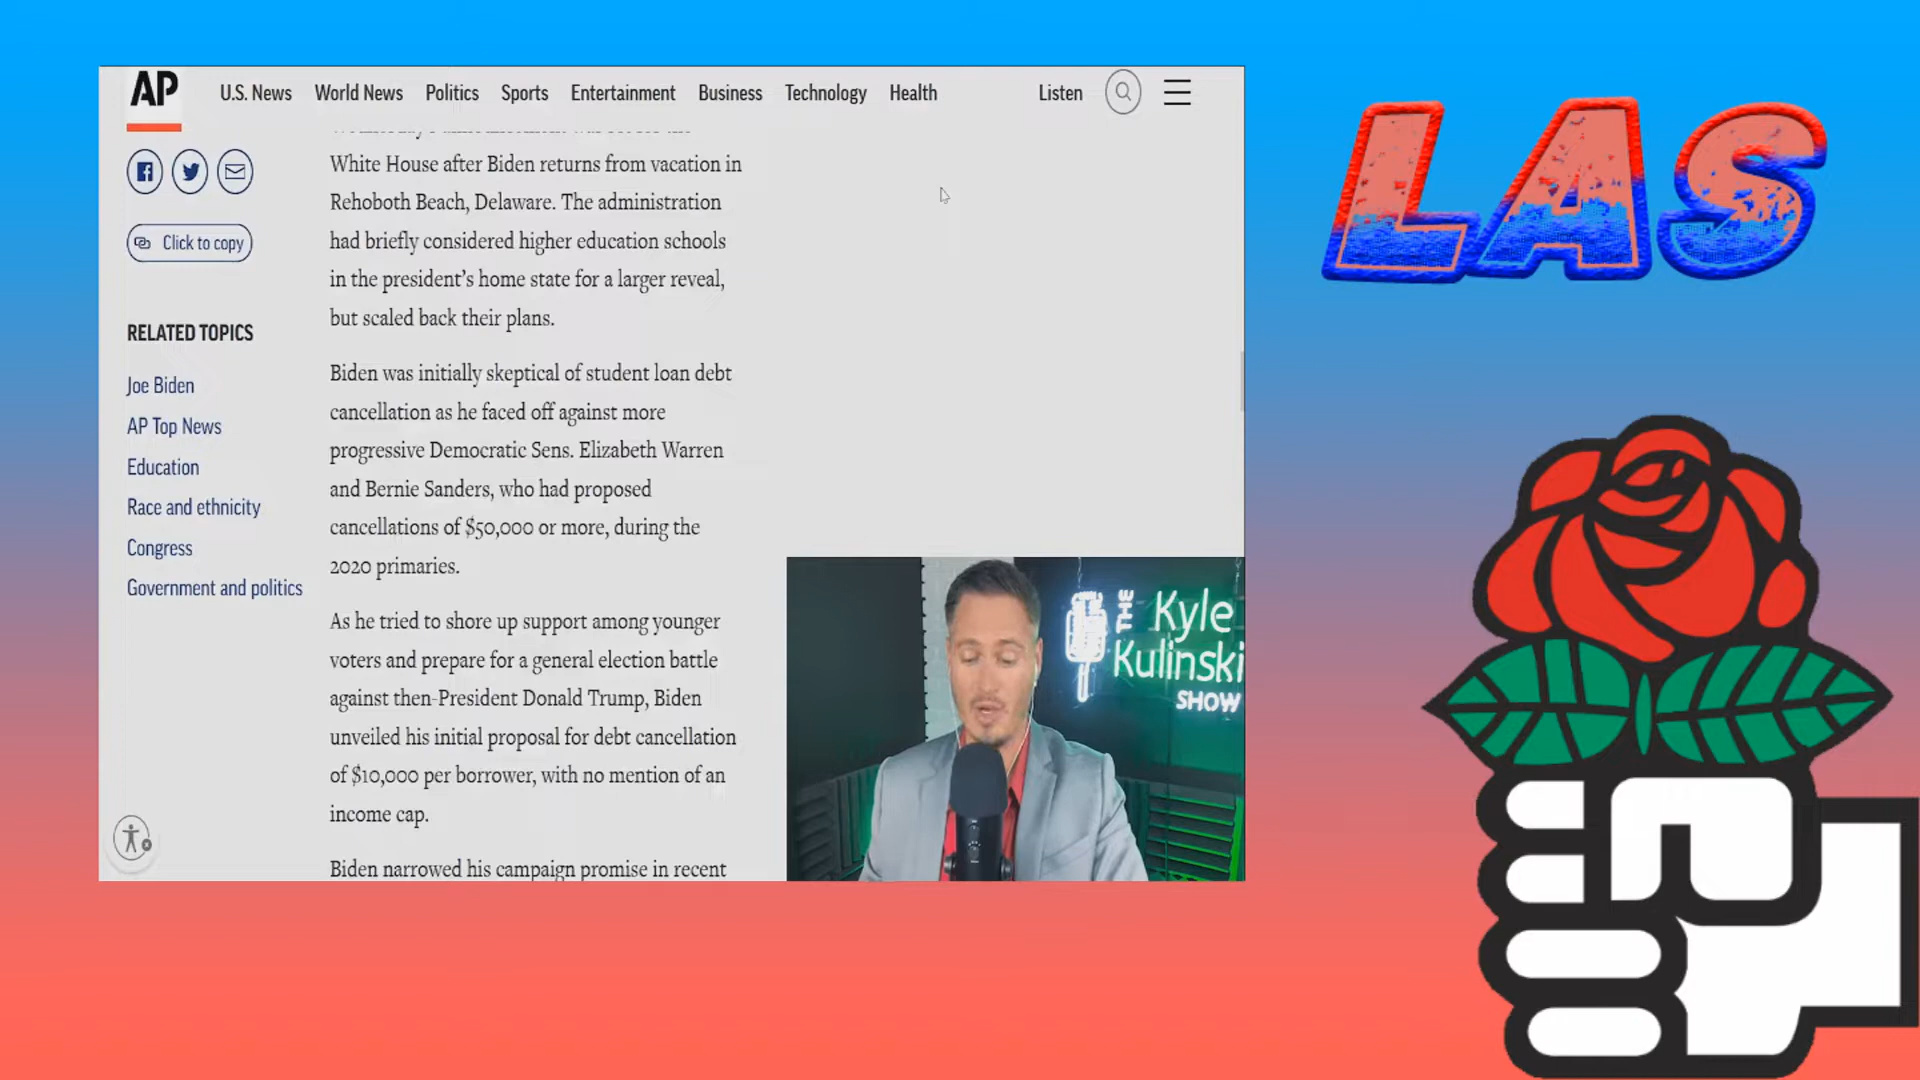 AP
U.S. News World News Politics Sports Entertainment Business Technology Health Listen
Click to copy
RELATED TOPICS
Joe Biden
AP Top News
Education
Race and ethnicity
Congress
Government and politics
White House after Biden returns from vacation in
Rehoboth Beach, Delaware. The administration
had briefly considered higher education schools
in the president’s home state for a larger reveal,
but scaled back their plans.
Biden was initially skeptical of student loan debt
cancellation as he faced off against more
progressive Democratic Sens. Elizabeth Warren
and Bernie Sanders, who had proposed
cancellations of $50,000 or more, during the
2020 primaries.
As he tried to shore up support among younger
voters and prepare for a general election battle
against then-President Donald Trump, Biden
unveiled his initial proposal for debt cancellation
of $10,000 per borrower, with no mention of an
income cap.
Biden narrowed his campaign promise in recent
THE
Kyle
Kulinski
SHOW
LAS